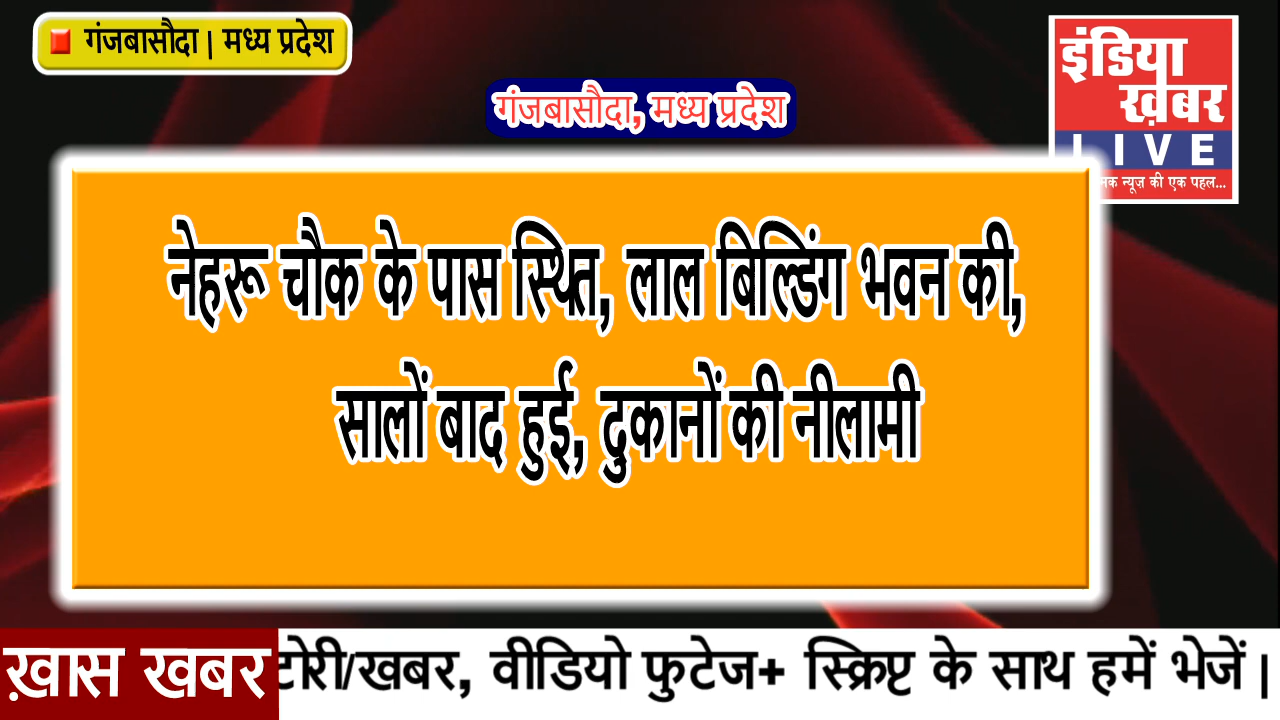 गंजबासौदा | मध्य प्रदेश
इंडिया
ख़बर
LIVE
न्यूज़ की एक पहल...
गंजबासौदा, मध्य प्रदेश
नेहरू चौक के पास स्थित, लाल बिल्डिंग भवन की,
सालों बाद हुई, दुकानों की नीलामी
ख़ास खबर
टोरी/खबर, वीडियो फुटेज+ स्क्रिप्ट के साथ हमें भेजें |